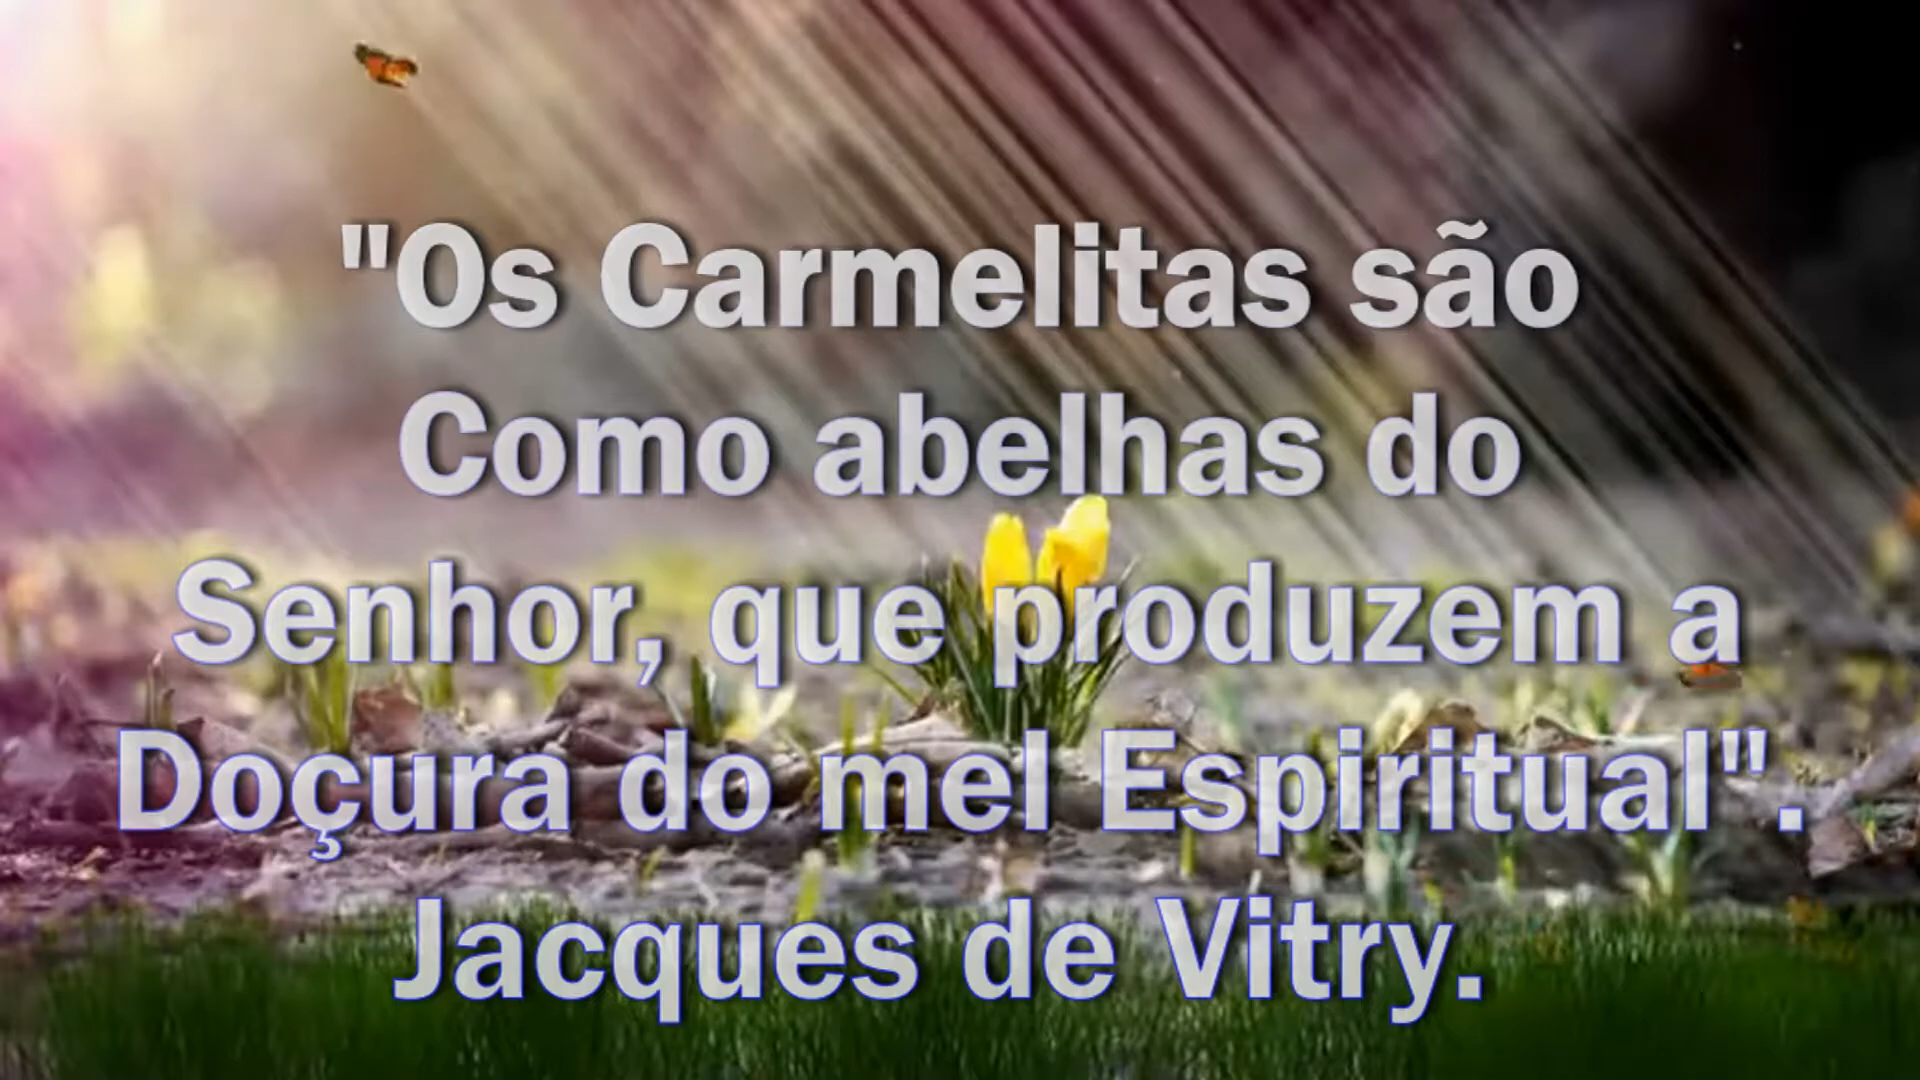 "Os Carmelitas são
Como abelhas do
Senhor, que produzem a
Doçura do mel Espiritual".
Jacques de Vitry.